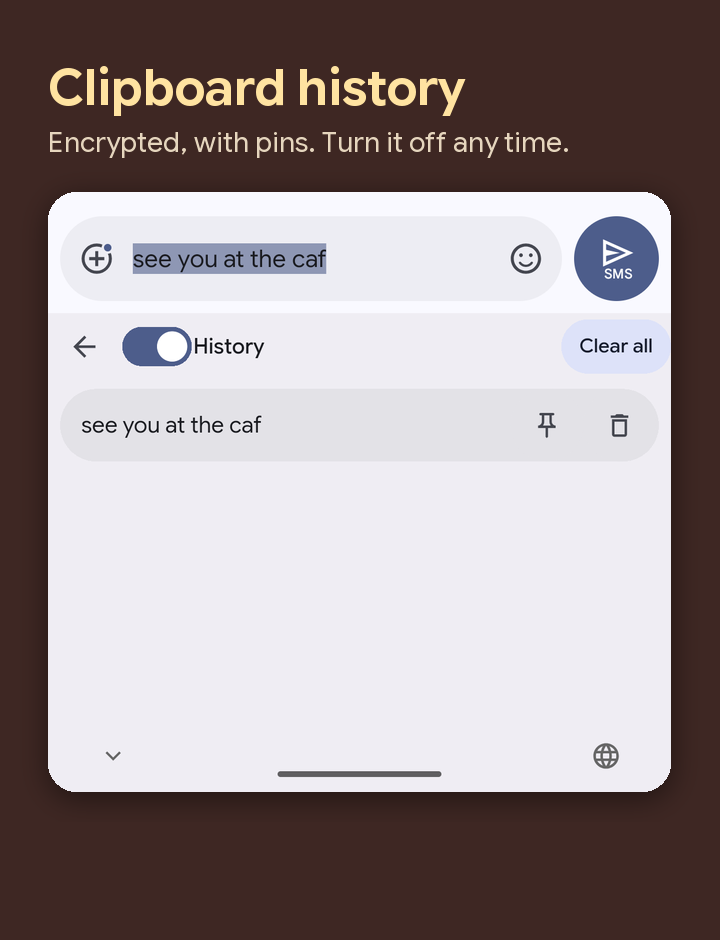 Clipboard history
Encrypted, with pins. Turn it off any time.
see you at the caf
SMS
History
Clear all
see you at the caf